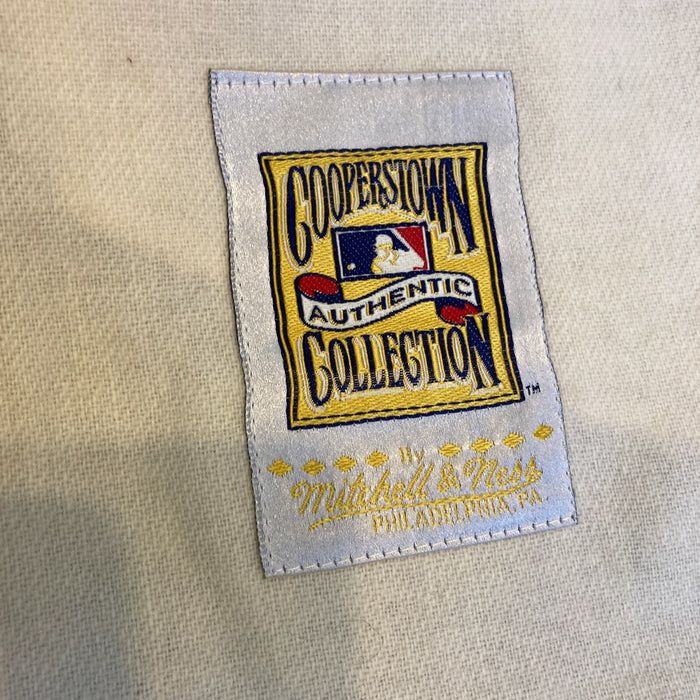 COOPERSTOWN
AUTHENTIC
COLLECTION
TM
By
Mitchell & Ness
PHILADELPHIA, PA.